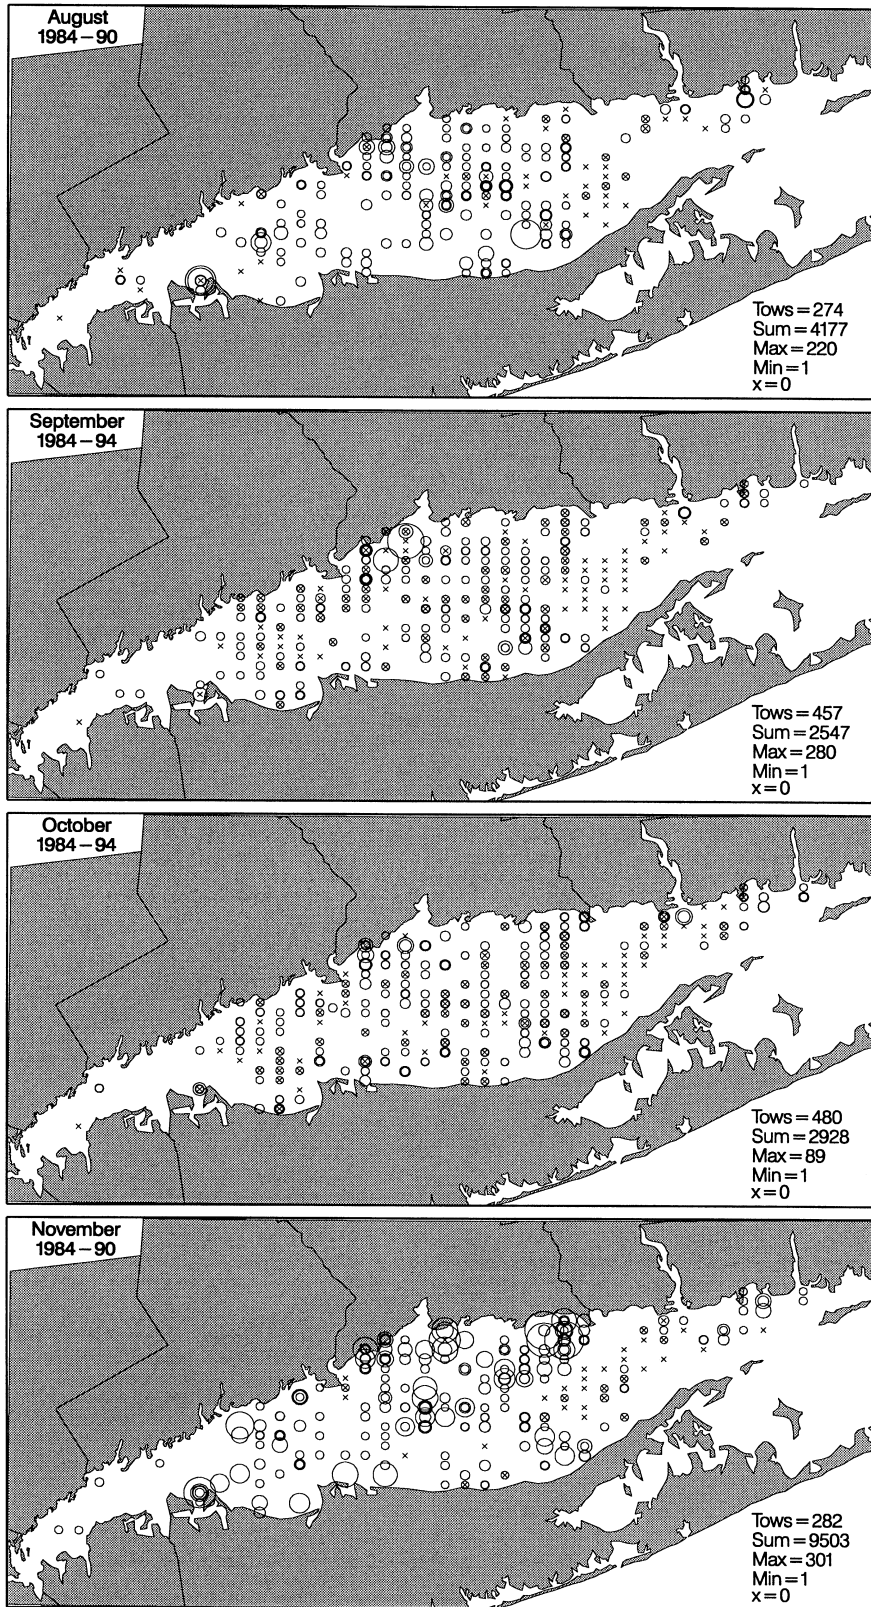 August
1984–90
Tows=274
Sum=4177
Max=220
Min=1
x=0
September
1984–94
Tows=457
Sum=2547
Max=280
Min=1
x=0
October
1984–94
Tows=480
Sum=2928
Max=89
Min=1
x=0
November
1984–90
Tows=282
Sum=9503
Max=301
Min=1
x=0